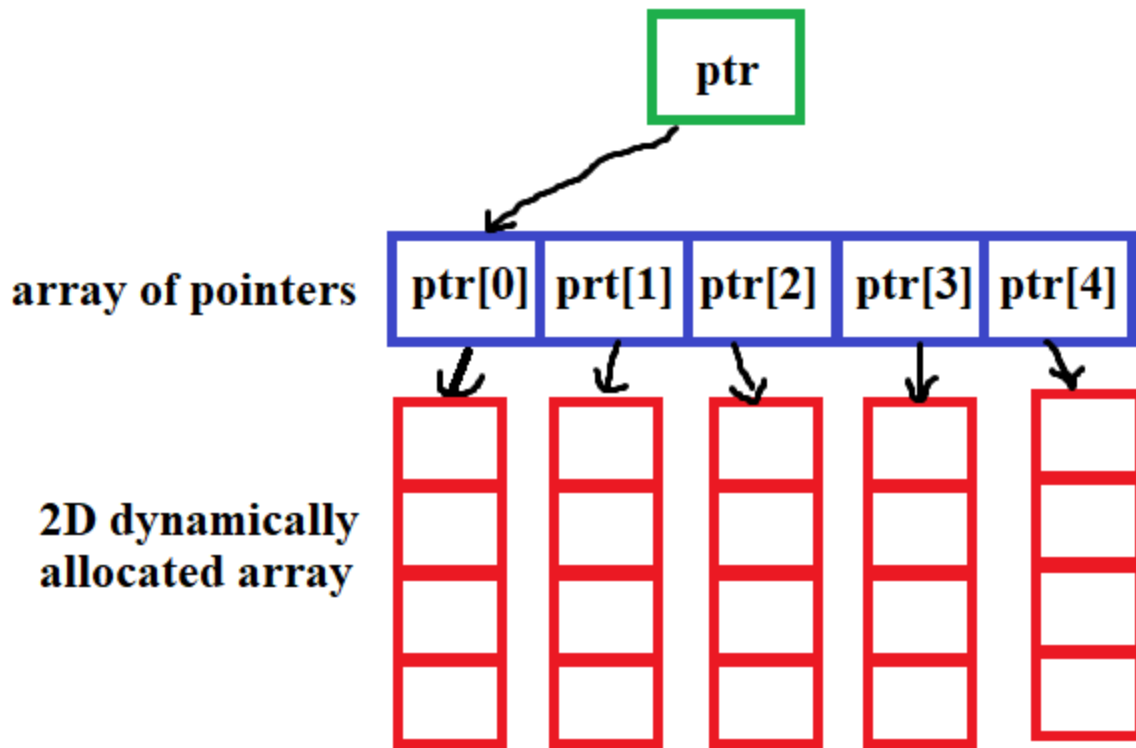 ptr
array of pointers
ptr[0] prt[1] ptr[2] ptr[3] ptr[4]
2D dynamically
allocated array